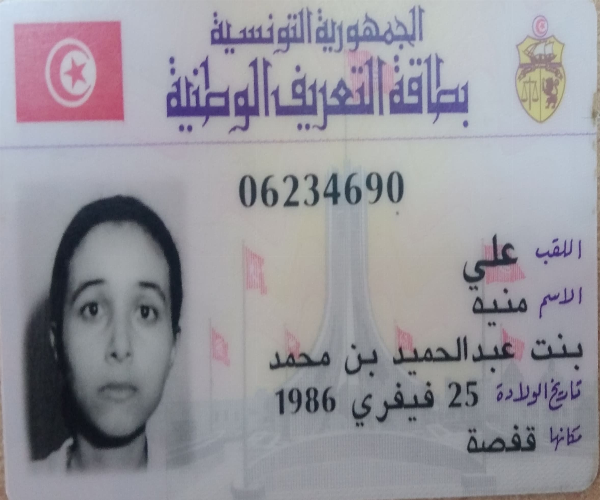 الجمهورية التونسية
بطاقة التعريف الوطنية
06234690
اللقب علي
الاسم منية
بنت عبدالحميد بن محمد
تاريخ الولادة 25 فيفري 1986
مكانها قفصة